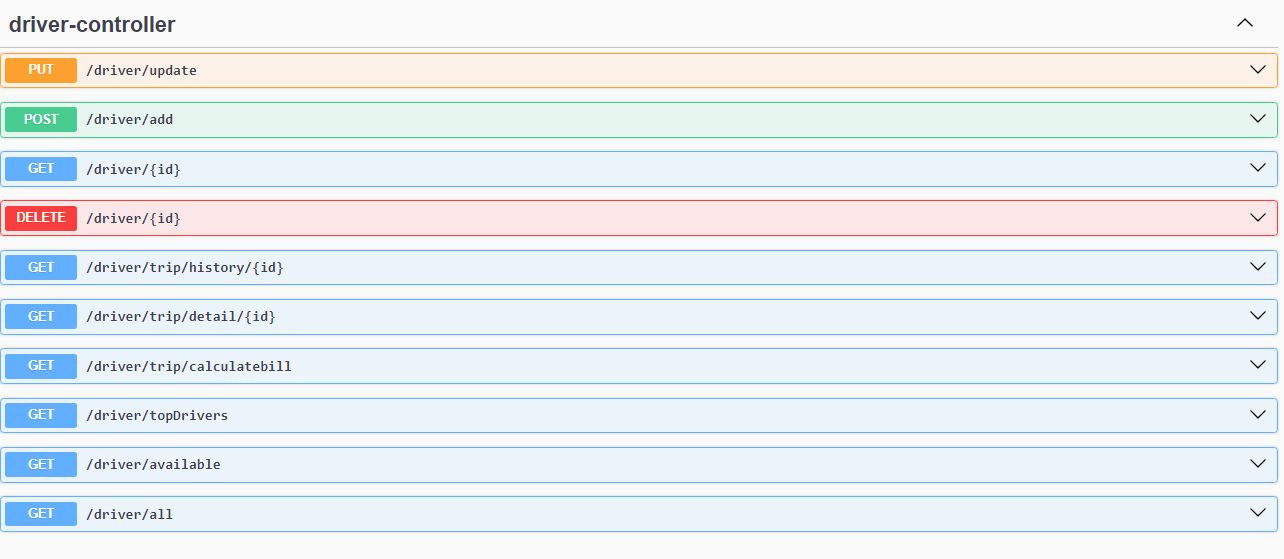 driver-controller
PUT /driver/update
POST /driver/add
GET /driver/{id}
DELETE /driver/{id}
GET /driver/trip/history/{id}
GET /driver/trip/detail/{id}
GET /driver/trip/calculatebill
GET /driver/topDrivers
GET /driver/available
GET /driver/all